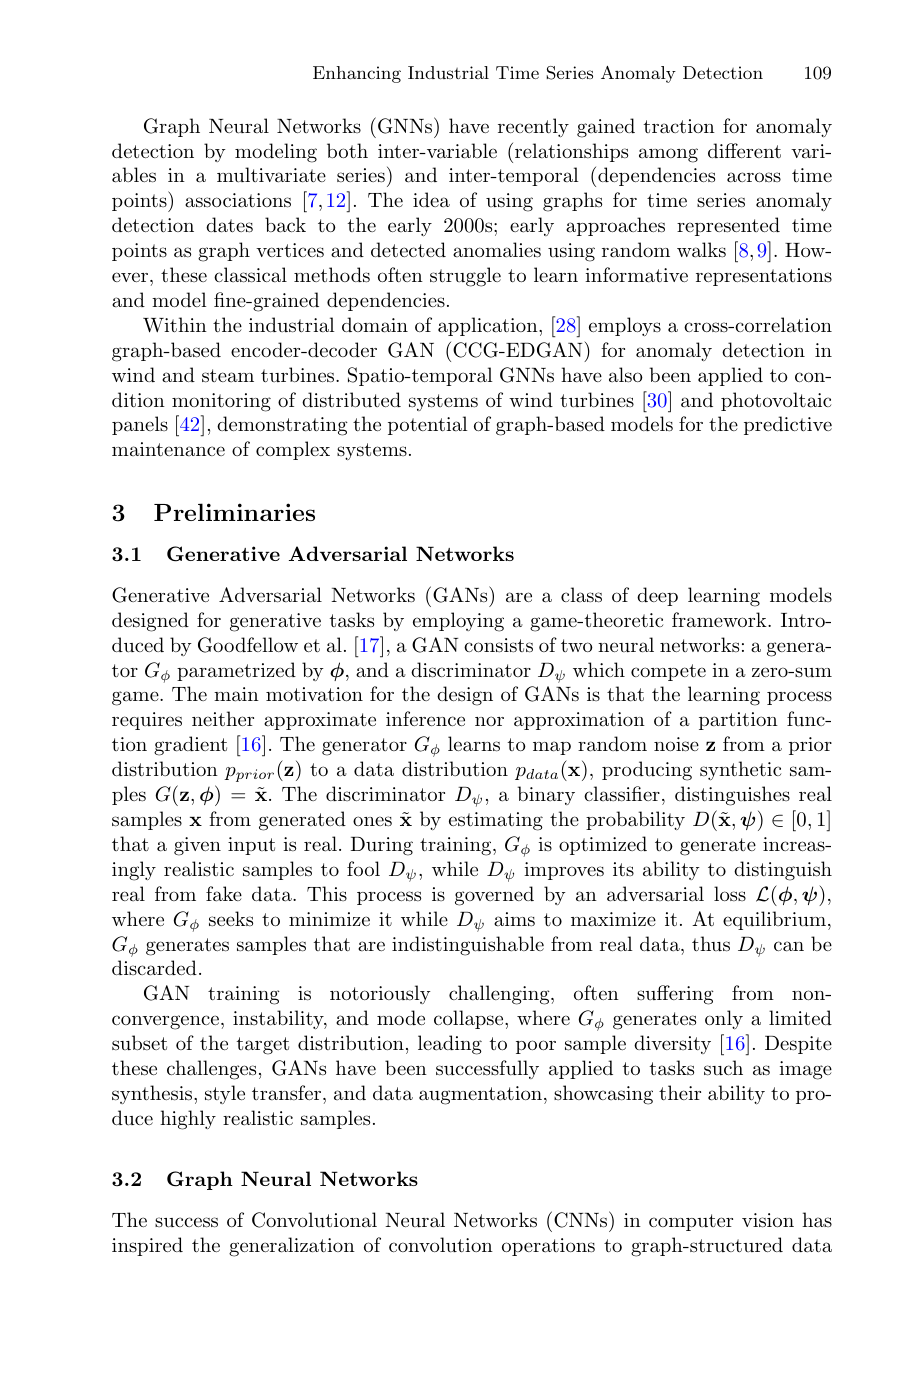 Enhancing Industrial Time Series Anomaly Detection 109
Graph Neural Networks (GNNs) have recently gained traction for anomaly
detection by modeling both inter-variable (relationships among different vari-
ables in a multivariate series) and inter-temporal (dependencies across time
points) associations [7,12]. The idea of using graphs for time series anomaly
detection dates back to the early 2000s; early approaches represented time
points as graph vertices and detected anomalies using random walks [8,9]. How-
ever, these classical methods often struggle to learn informative representations
and model fine-grained dependencies.
Within the industrial domain of application, [28] employs a cross-correlation
graph-based encoder-decoder GAN (CCG-EDGAN) for anomaly detection in
wind and steam turbines. Spatio-temporal GNNs have also been applied to con-
dition monitoring of distributed systems of wind turbines [30] and photovoltaic
panels [42], demonstrating the potential of graph-based models for the predictive
maintenance of complex systems.
3 Preliminaries
3.1 Generative Adversarial Networks
Generative Adversarial Networks (GANs) are a class of deep learning models
designed for generative tasks by employing a game-theoretic framework. Intro-
duced by Goodfellow et al. [17], a GAN consists of two neural networks: a genera-
tor G_ϕ parametrized by ϕ, and a discriminator D_ψ which compete in a zero-sum
game. The main motivation for the design of GANs is that the learning process
requires neither approximate inference nor approximation of a partition func-
tion gradient [16]. The generator G_ϕ learns to map random noise z from a prior
distribution p_prior(z) to a data distribution p_data(x), producing synthetic sam-
ples G(z, ϕ) = x̃. The discriminator D_ψ, a binary classifier, distinguishes real
samples x from generated ones x̃ by estimating the probability D(x̃, ψ) ∈ [0, 1]
that a given input is real. During training, G_ϕ is optimized to generate increas-
ingly realistic samples to fool D_ψ, while D_ψ improves its ability to distinguish
real from fake data. This process is governed by an adversarial loss ℒ(ϕ, ψ),
where G_ϕ seeks to minimize it while D_ψ aims to maximize it. At equilibrium,
G_ϕ generates samples that are indistinguishable from real data, thus D_ψ can be
discarded.
GAN training is notoriously challenging, often suffering from non-
convergence, instability, and mode collapse, where G_ϕ generates only a limited
subset of the target distribution, leading to poor sample diversity [16]. Despite
these challenges, GANs have been successfully applied to tasks such as image
synthesis, style transfer, and data augmentation, showcasing their ability to pro-
duce highly realistic samples.
3.2 Graph Neural Networks
The success of Convolutional Neural Networks (CNNs) in computer vision has
inspired the generalization of convolution operations to graph-structured data